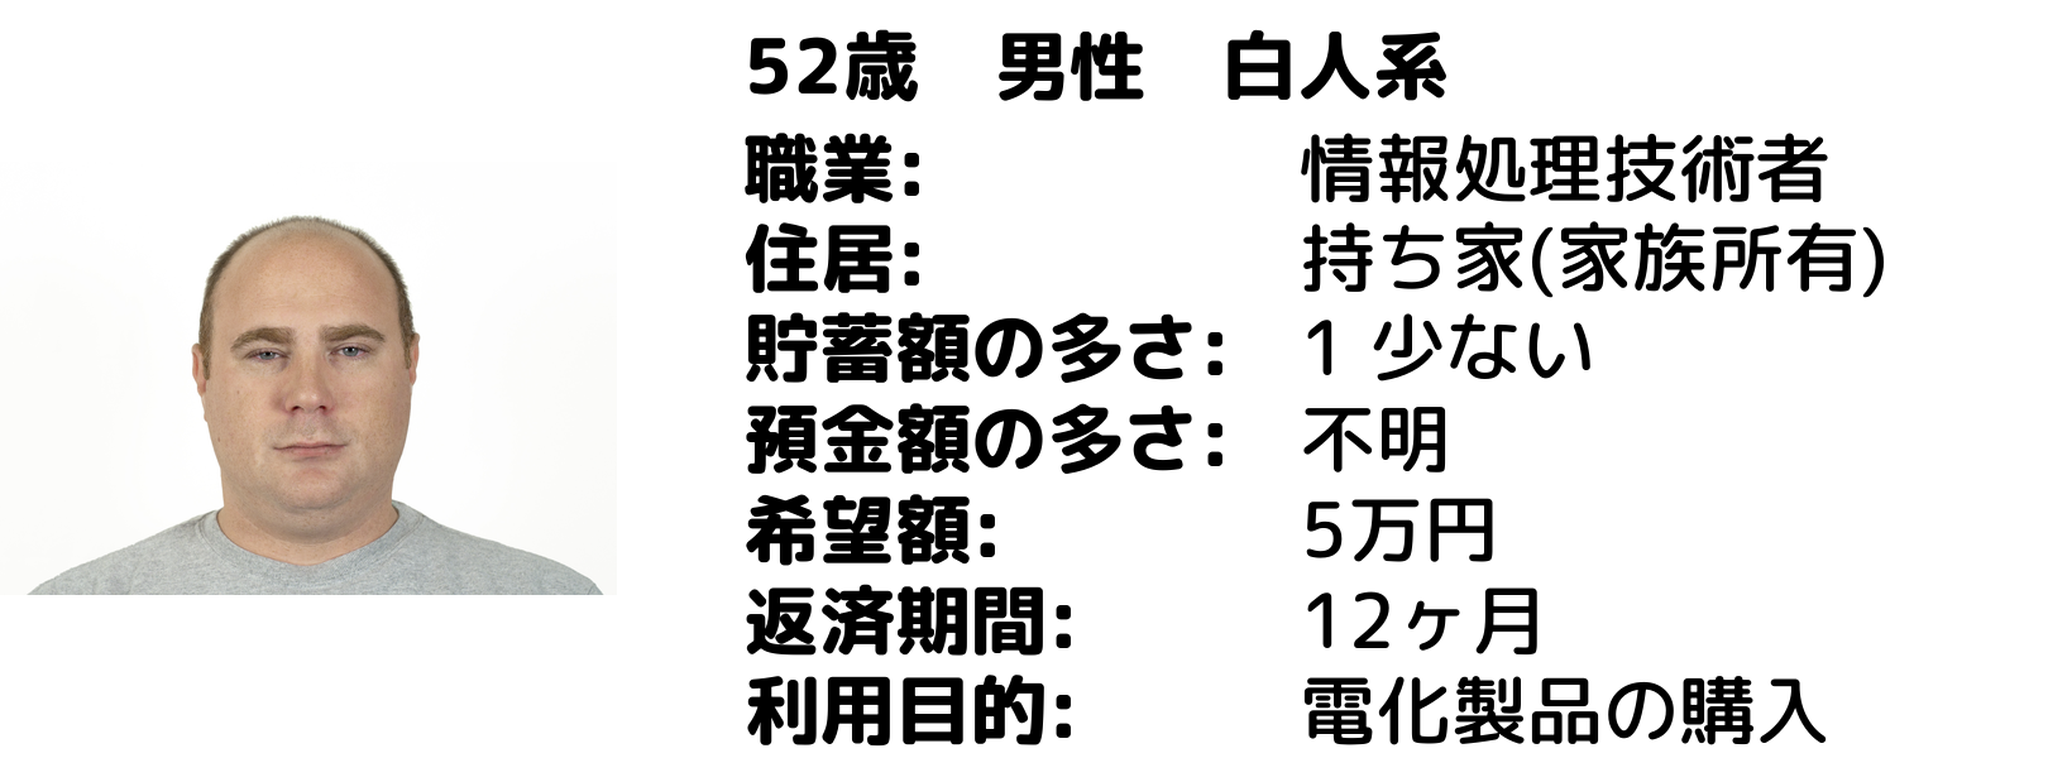 52歳　男性　白人系
職業: 情報処理技術者
住居: 持ち家(家族所有)
貯蓄額の多さ: 1 少ない
預金額の多さ: 不明
希望額: 5万円
返済期間: 12ヶ月
利用目的: 電化製品の購入